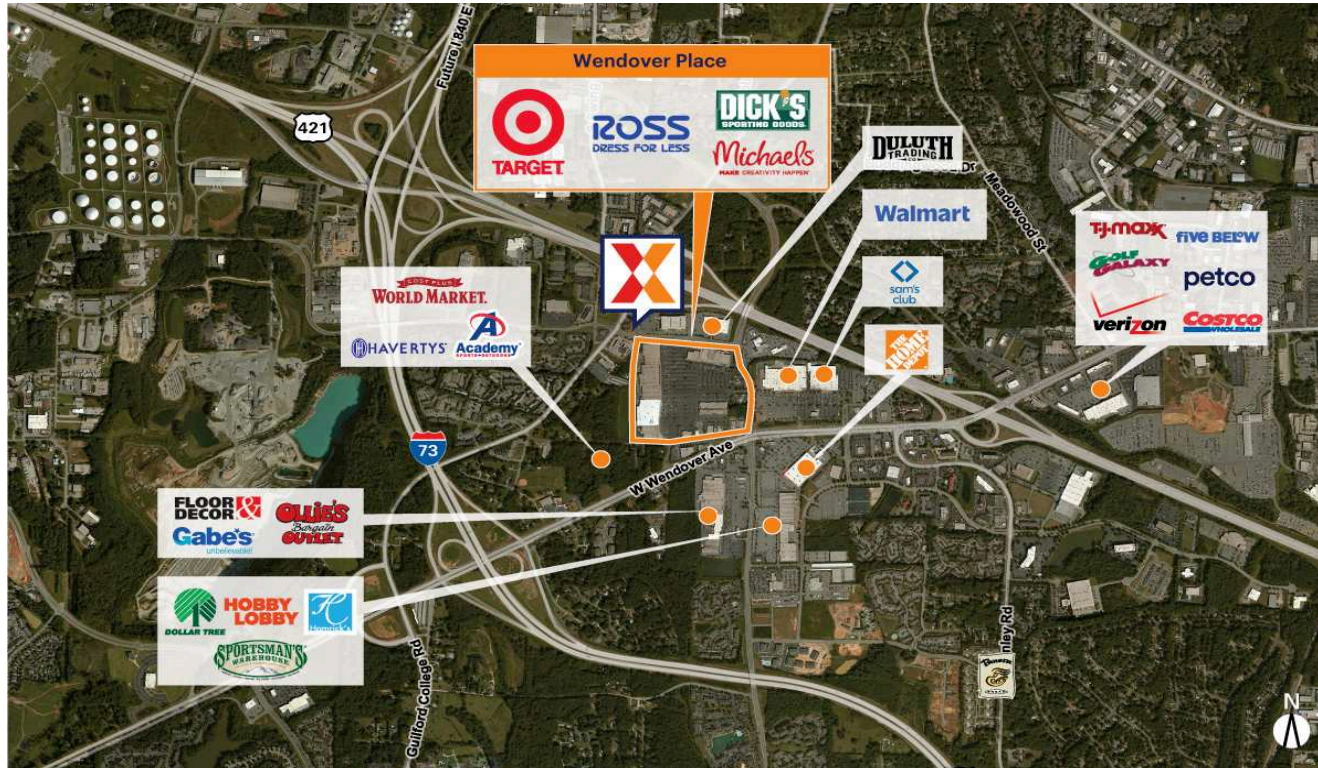 Future I 840 E
421
Wendover Place
TARGET
ROSS
DRESS FOR LESS
DICK'S
SPORTING GOODS
Michaels
MAKE CREATIVITY HAPPEN
DULUTH
TRADING
CO
Dr
Meadowood St
Walmart
sam's
club
THE
HOME
DEPOT
T.J.maxx
five BELOW
GOLF
GALAXY
petco
verizon
COSTCO
WHOLESALE
COST PLUS
WORLD MARKET.
HAVERTYS
Academy
SPORTS+OUTDOORS
73
W Wendover Ave
FLOOR &
DECOR
OLLIE'S
Bargain
OUTLET
Gabe's
unbelievable!
DOLLAR TREE
HOBBY
LOBBY
H
Hamrick's
SPORTSMAN'S
WAREHOUSE
Guilford College Rd
nley Rd
Panera
N